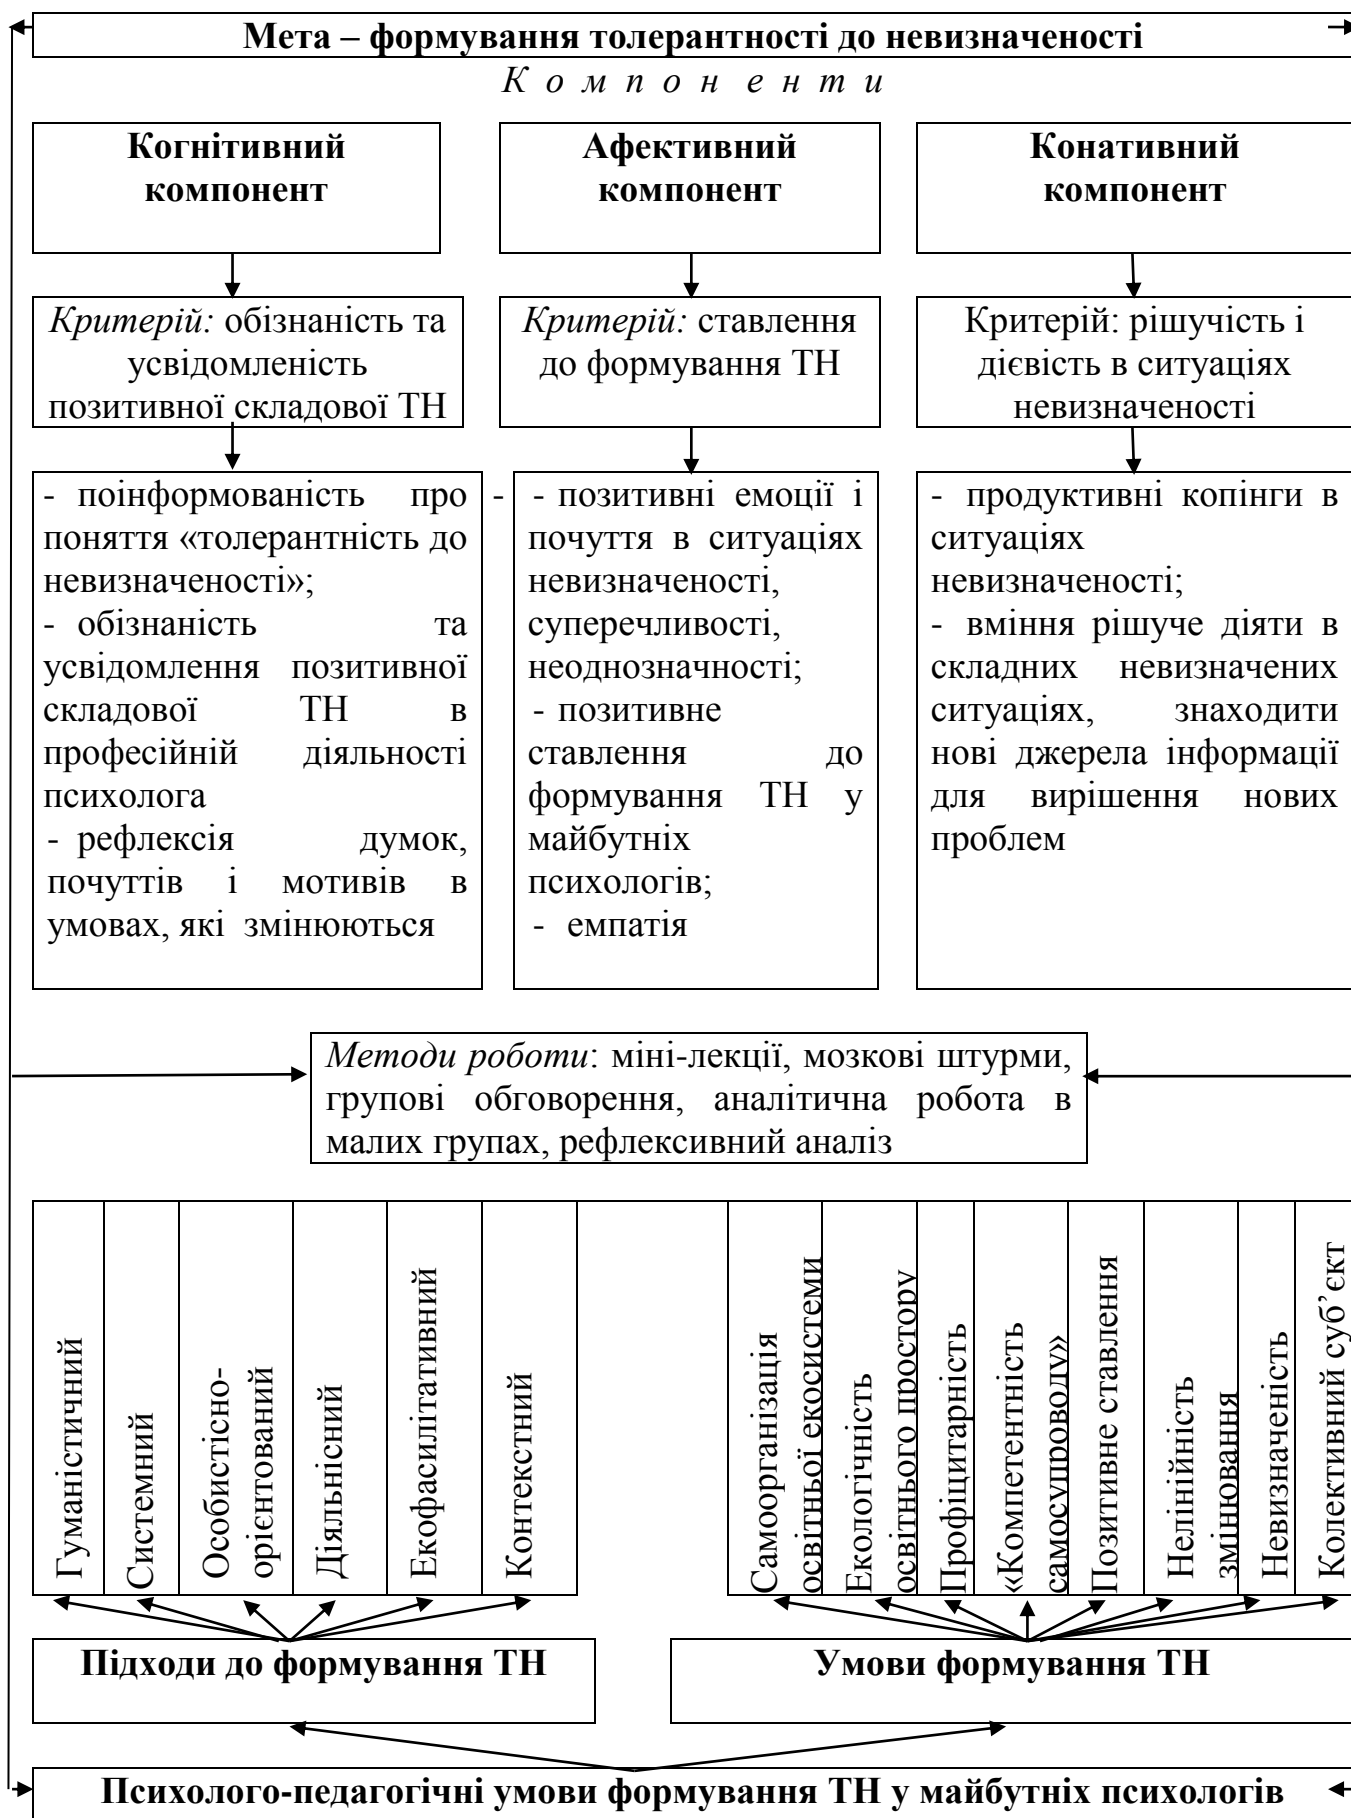 Мета – формування толерантності до невизначеності
К о м п о н е н т и
Когнітивний
компонент
Афективний
компонент
Конативний
компонент
Критерій: обізнаність та
усвідомленість
позитивної складової ТН
Критерій: ставлення
до формування ТН
Критерій: рішучість і
дієвість в ситуаціях
невизначеності
- поінформованість про
поняття «толерантність до
невизначеності»;
- обізнаність та
усвідомлення позитивної
складової ТН в
професійній діяльності
психолога
- рефлексія думок,
почуттів і мотивів в
умовах, які змінюються
-
- позитивні емоції і
почуття в ситуаціях
невизначеності,
суперечливості,
неоднозначності;
- позитивне
ставлення до
формування ТН у
майбутніх
психологів;
- емпатія
- продуктивні копінги в
ситуаціях
невизначеності;
- вміння рішуче діяти в
складних невизначених
ситуаціях, знаходити
нові джерела інформації
для вирішення нових
проблем
Методи роботи: міні-лекції, мозкові штурми,
групові обговорення, аналітична робота в
малих групах, рефлексивний аналіз
Гуманістичний
Системний
Особистісно-
орієнтований
Діяльнісний
Екофасилітативний
Контекстний
Самоорганізація
освітньої екосистеми
Екологічність
освітнього простору
Профіцитарність
«Компетентність
самосупроводу»
Позитивне ставлення
Нелінійність
змінювання
Невизначеність
Колективний суб’єкт
Підходи до формування ТН
Умови формування ТН
Психолого-педагогічні умови формування ТН у майбутніх психологів